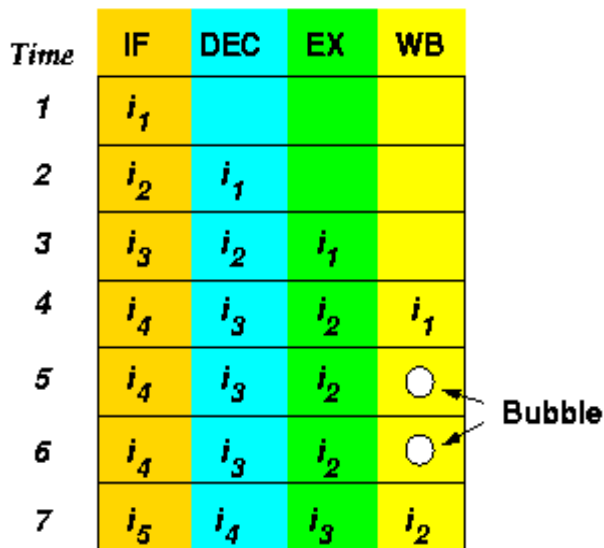 Time IF DEC EX WB
1 i1
2 i2 i1
3 i3 i2 i1
4 i4 i3 i2 i1
5 i4 i3 i2
Bubble
6 i4 i3 i2
7 i5 i4 i3 i2